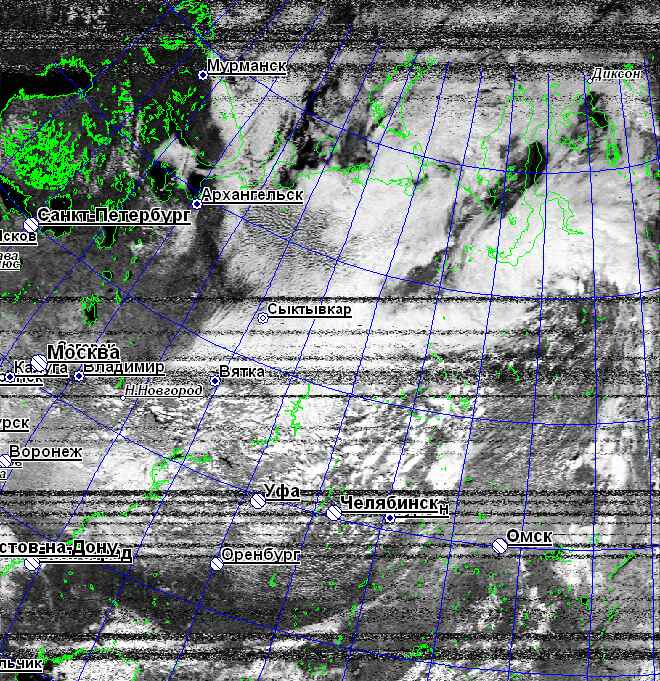 Мурманск
Диксон
Архангельск
Санкт-Петербург
Сыктывкар
Москва
Владимир
Вятка
Н.Новгород
Воронеж
Уфа
Челябинск
Омск
Оренбург